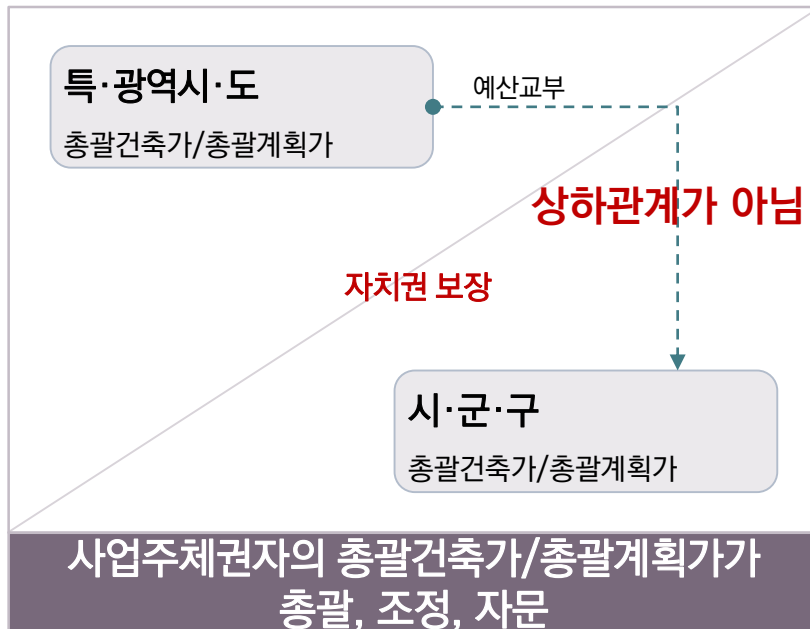 특·광역시·도
총괄건축가/총괄계획가
예산교부
상하관계가 아님
자치권 보장
시·군·구
총괄건축가/총괄계획가
사업주체권자의 총괄건축가/총괄계획가가
총괄, 조정, 자문